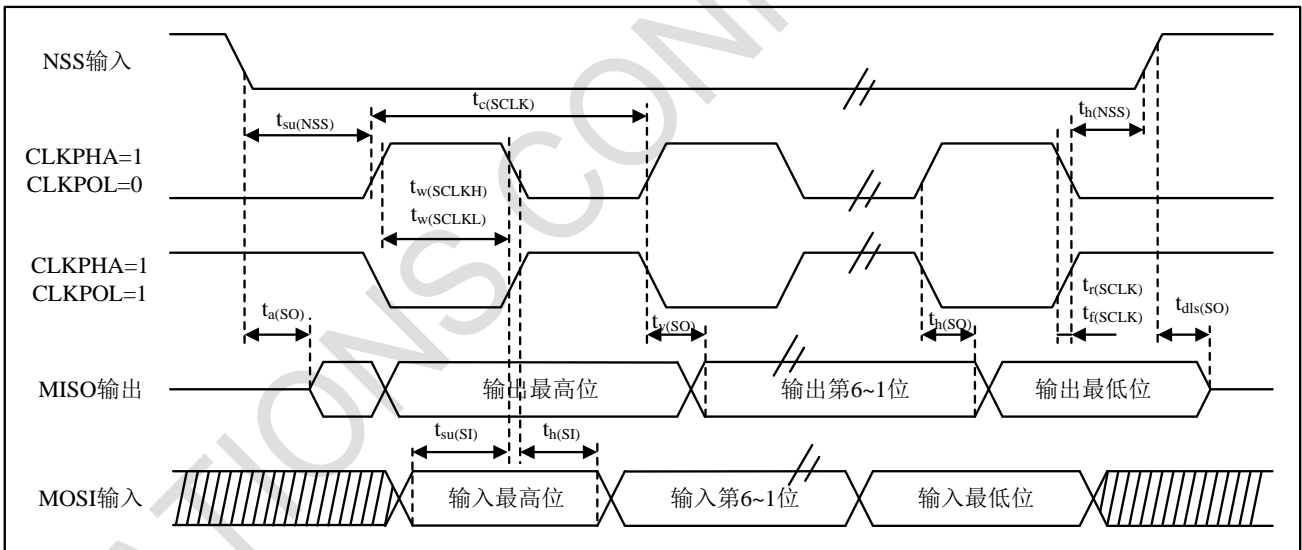 NSS输入
tc(SCLK)
tsu(NSS)
th(NSS)
CLKPHA=1
CLKPOL=0
tw(SCLKH)
tw(SCLKL)
CLKPHA=1
CLKPOL=1
ta(SO)
tv(SO)
th(SO)
tr(SCLK)
tf(SCLK)
tdls(SO)
MISO输出
输出最高位
输出第6~1位
输出最低位
tsu(SI)
th(SI)
MOSI输入
输入最高位
输入第6~1位
输入最低位
ATIONS CONF